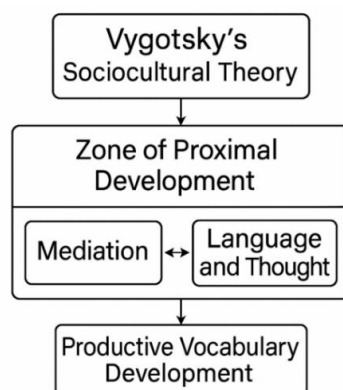 Vygotsky's
Sociocultural Theory
Zone of Proximal
Development
Mediation
Language
and Thought
Productive Vocabulary
Development